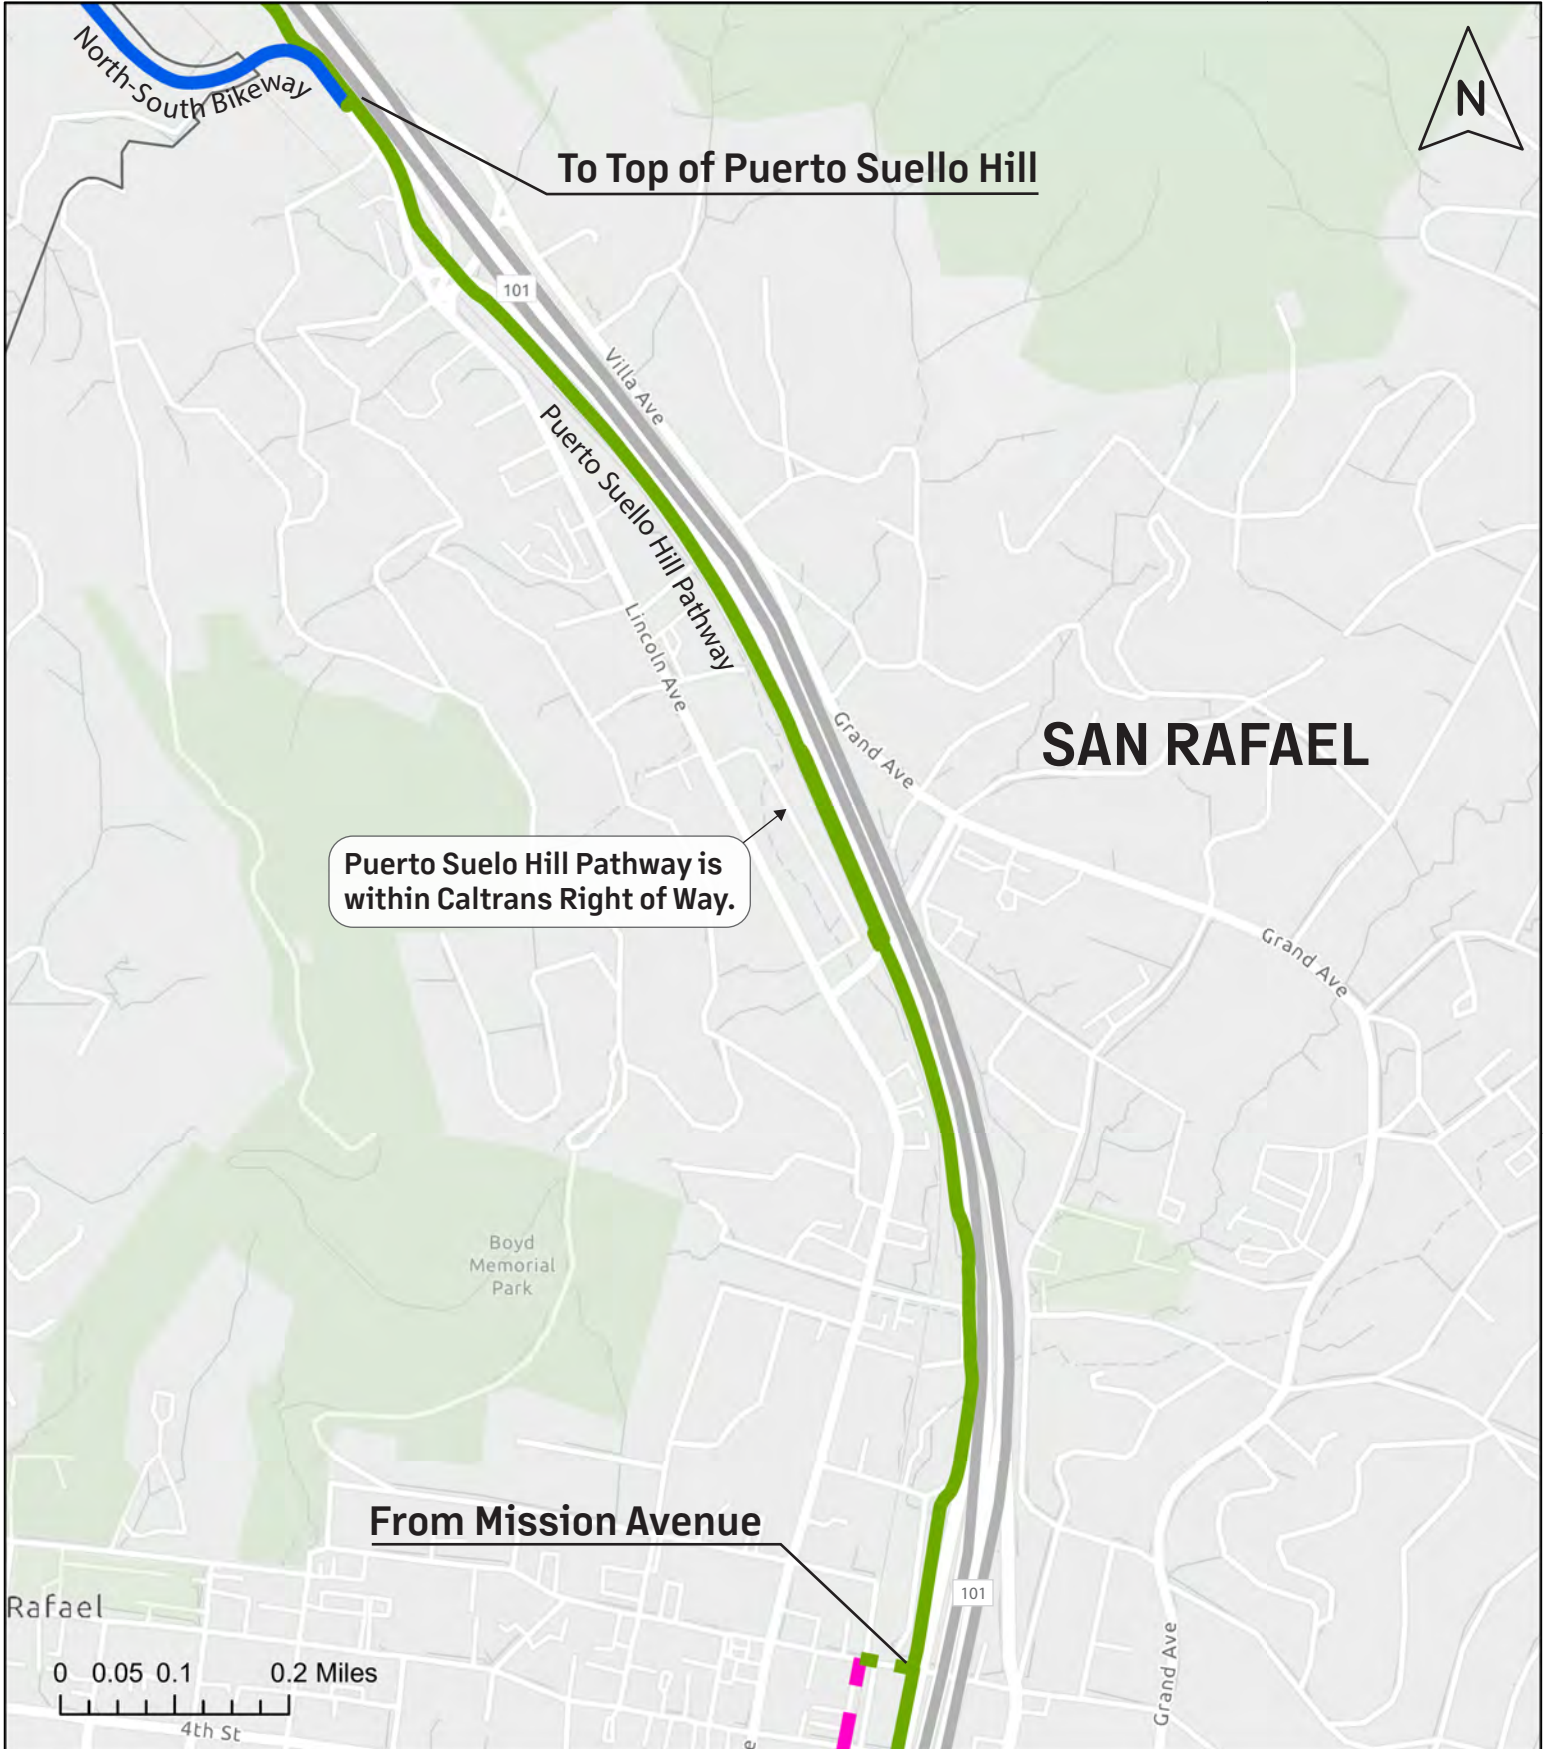 North-South Bikeway
N
To Top of Puerto Suello Hill
101
Villa Ave
Puerto Suello Hill Pathway
Lincoln Ave
Grand Ave
SAN RAFAEL
Puerto Suelo Hill Pathway is
within Caltrans Right of Way.
Grand Ave
Boyd
Memorial
Park
From Mission Avenue
101
Rafael
Grand Ave
0 0.05 0.1 0.2 Miles
4th St
e